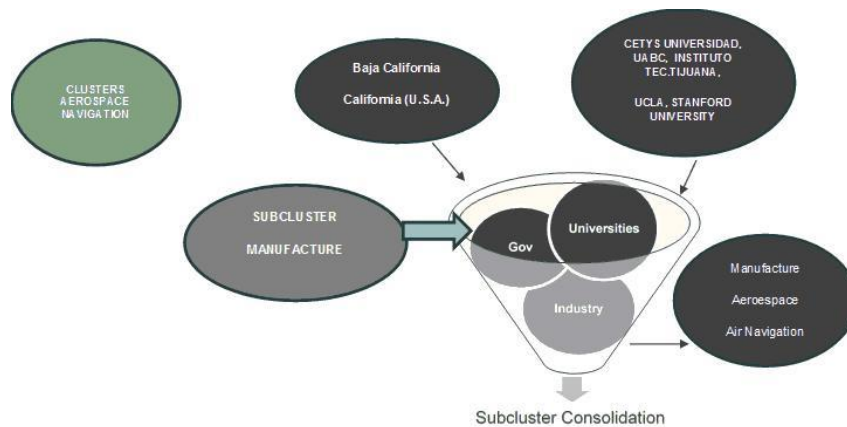 CLUSTERS
AEROSPACE
NAVIGATION
Baja California
California (U.S.A.)
CETYS UNIVERSIDAD,
UABC, INSTITUTO
TEC.TIJUANA,
UCLA, STANFORD
UNIVERSITY
SUBCLUSTER
MANUFACTURE
Gov
Universities
Industry
Manufacture
Aeroespace
Air Navigation
Subcluster Consolidation